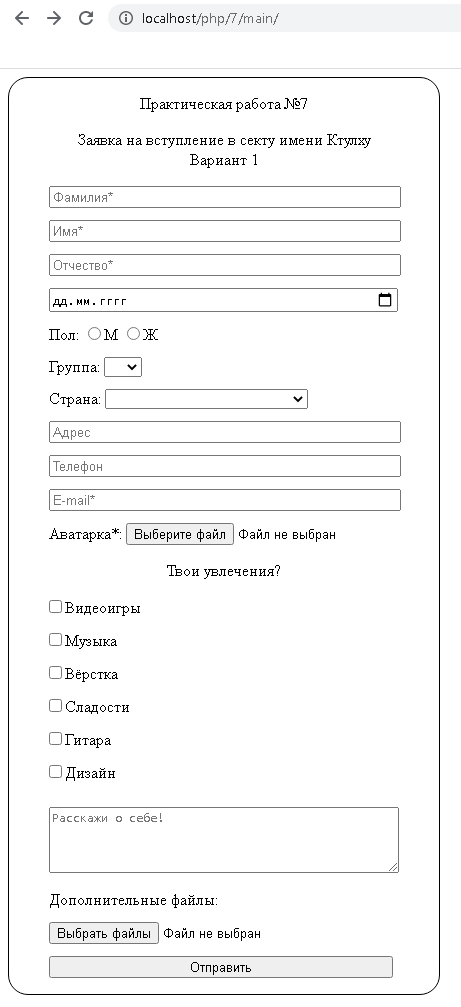 localhost/php/7/main/
Практическая работа №7
Заявка на вступление в секту имени Ктулху
Вариант 1
Фамилия*
Имя*
Отчество*
дд.мм.гггг
Пол: М Ж
Группа:
Страна:
Адрес
Телефон
E-mail*
Аватарка*: Выберите файл Файл не выбран
Твои увлечения?
Видеоигры
Музыка
Вёрстка
Сладости
Гитара
Дизайн
Расскажи о себе!
Дополнительные файлы:
Выбрать файлы Файл не выбран
Отправить